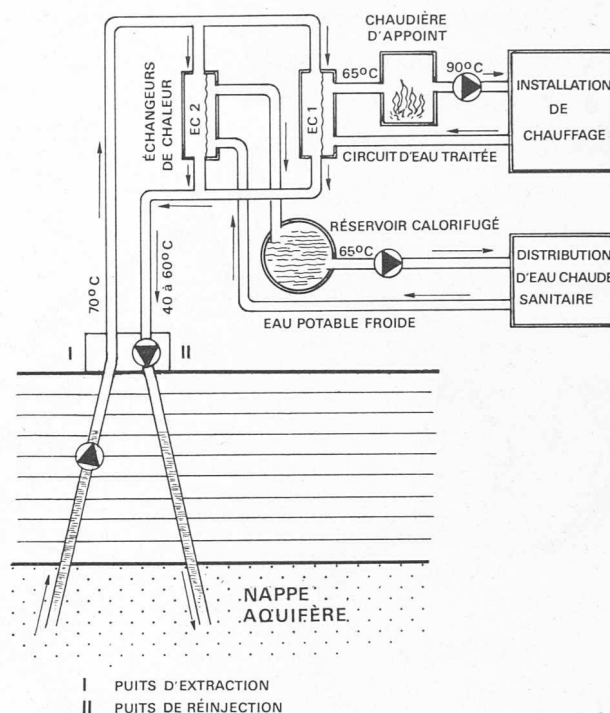 CHAUDIÈRE
D'APPOINT
65°C
90°C
INSTALLATION
DE
CHAUFFAGE
ÉCHANGEURS
DE CHALEUR
EC 2
EC 1
CIRCUIT D'EAU TRAITÉE
RÉSERVOIR CALORIFUGÉ
65°C
DISTRIBUTION
D'EAU CHAUDE
SANITAIRE
EAU POTABLE FROIDE
70°C
40 à 60°C
I
II
NAPPE
AQUIFÈRE
I PUITS D'EXTRACTION
II PUITS DE RÉINJECTION